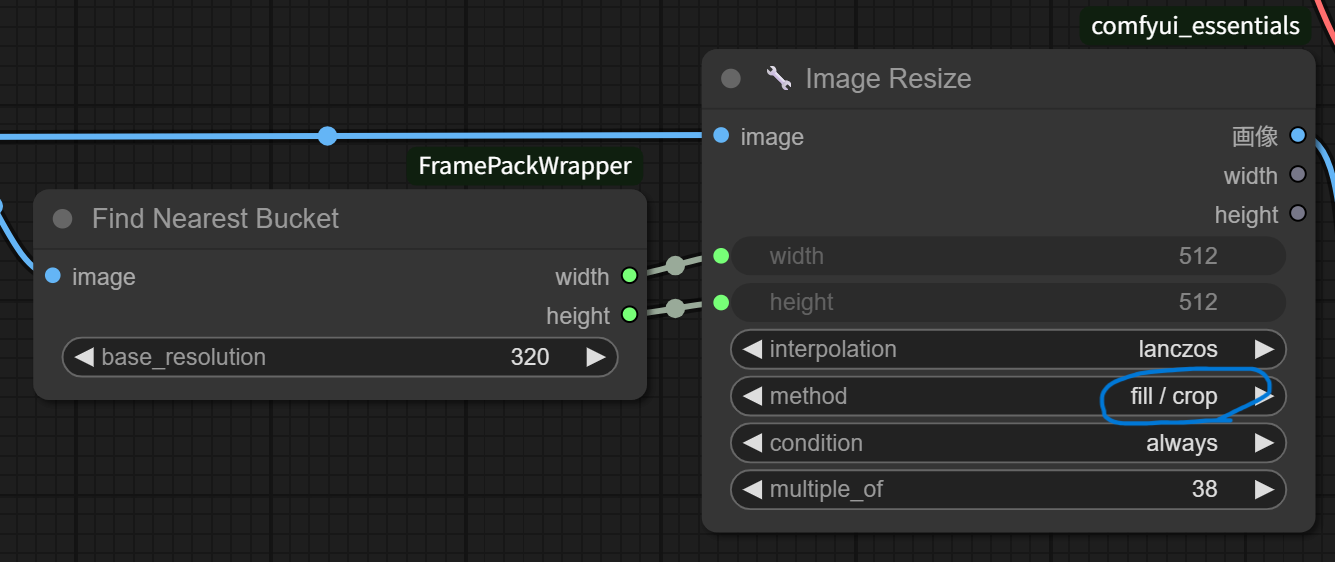 comfyui_essentials
Image Resize
image 画像
width
height
width 512
height 512
interpolation lanczos
method fill / crop
condition always
multiple_of 38
FramePackWrapper
Find Nearest Bucket
image width
height
base_resolution 320